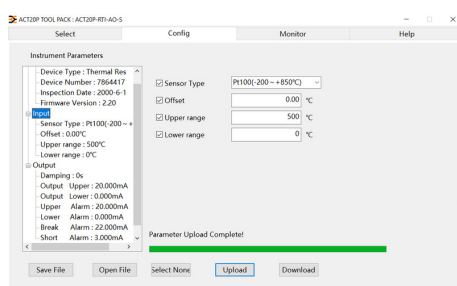 ACT20P TOOL PACK : ACT20P-RTI-AO-S
Select Config Monitor Help
Instrument Parameters
Device Type : Thermal Res
Device Number : 7864417
Inspection Date : 2000-6-1
Firmware Version : 2.20
Input
Sensor Type : Pt100(-200 ~ +
Offset : 0.00℃
Upper range : 500℃
Lower range : 0℃
Output
Damping : 0s
Output Upper : 20.000mA
Output Lower : 0.000mA
Upper Alarm : 20.000mA
Lower Alarm : 0.000mA
Break Alarm : 22.000mA
Short Alarm : 3.000mA
Sensor Type Pt100(-200 ~ +850℃)
Offset 0.00 ℃
Upper range 500 ℃
Lower range 0 ℃
Parameter Upload Complete!
Save File Open File Select None Upload Download